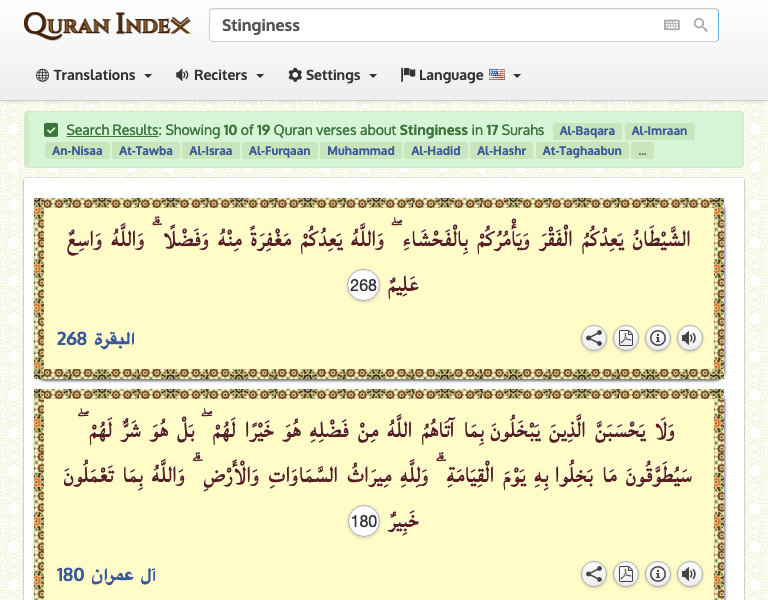 QURAN INDEX
Stinginess
Translations Reciters Settings Language
Search Results: Showing 10 of 19 Quran verses about Stinginess in 17 Surahs Al-Baqara Al-Imraan
An-Nisaa At-Tawba Al-Israa Al-Furqaan Muhammad Al-Hadid Al-Hashr At-Taghaabun ...
الشَّيْطَانُ يَعِدُكُمُ الْفَقْرَ وَيَأْمُرُكُمْ بِالْفَحْشَاءِ ۖ وَاللَّهُ يَعِدُكُمْ مَغْفِرَةً مِنْهُ وَفَضْلًا ۗ وَاللَّهُ وَاسِعٌ
عَلِيمٌ 268
البقرة 268
وَلَا يَحْسَبَنَّ الَّذِينَ يَبْخَلُونَ بِمَا آتَاهُمُ اللَّهُ مِنْ فَضْلِهِ هُوَ خَيْرًا لَهُمْ ۖ بَلْ هُوَ شَرٌّ لَهُمْ ۖ
سَيُطَوَّقُونَ مَا بَخِلُوا بِهِ يَوْمَ الْقِيَامَةِ ۗ وَلِلَّهِ مِيرَاثُ السَّمَاوَاتِ وَالْأَرْضِ ۗ وَاللَّهُ بِمَا تَعْمَلُونَ
خَبِيرٌ 180
آل عمران 180